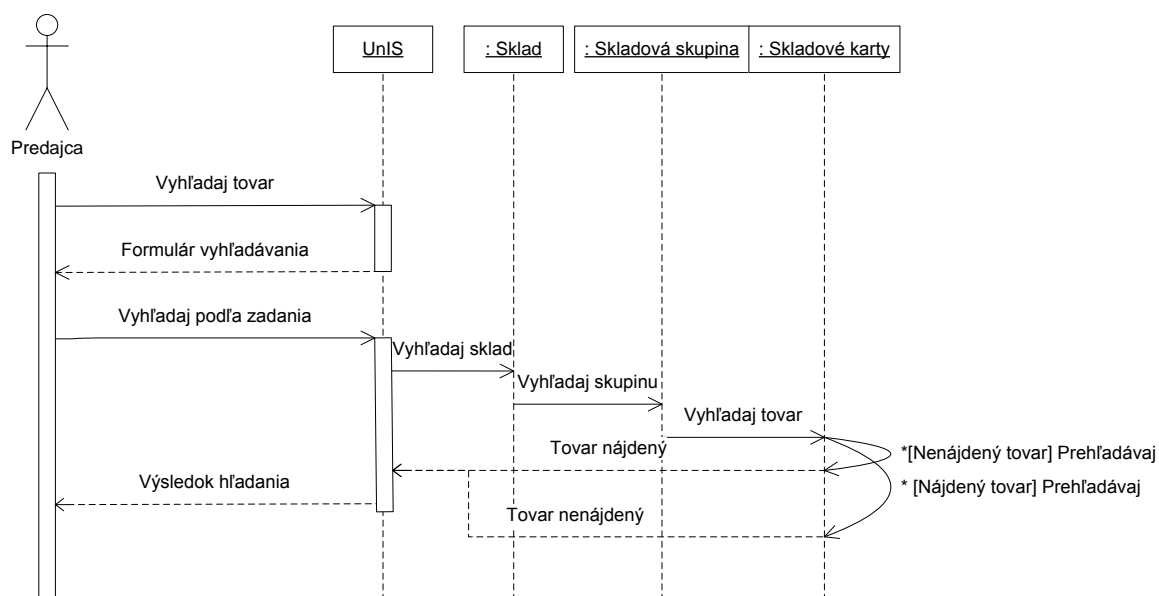 UnIS
: Sklad
: Skladová skupina
: Skladové karty
Predajca
Vyhľadaj tovar
Formulár vyhľadávania
Vyhľadaj podľa zadania
Vyhľadaj sklad
Vyhľadaj skupinu
Vyhľadaj tovar
Tovar nájdený
*[Nenájdený tovar] Prehľadávaj
Výsledok hľadania
* [Nájdený tovar] Prehľadávaj
Tovar nenájdený